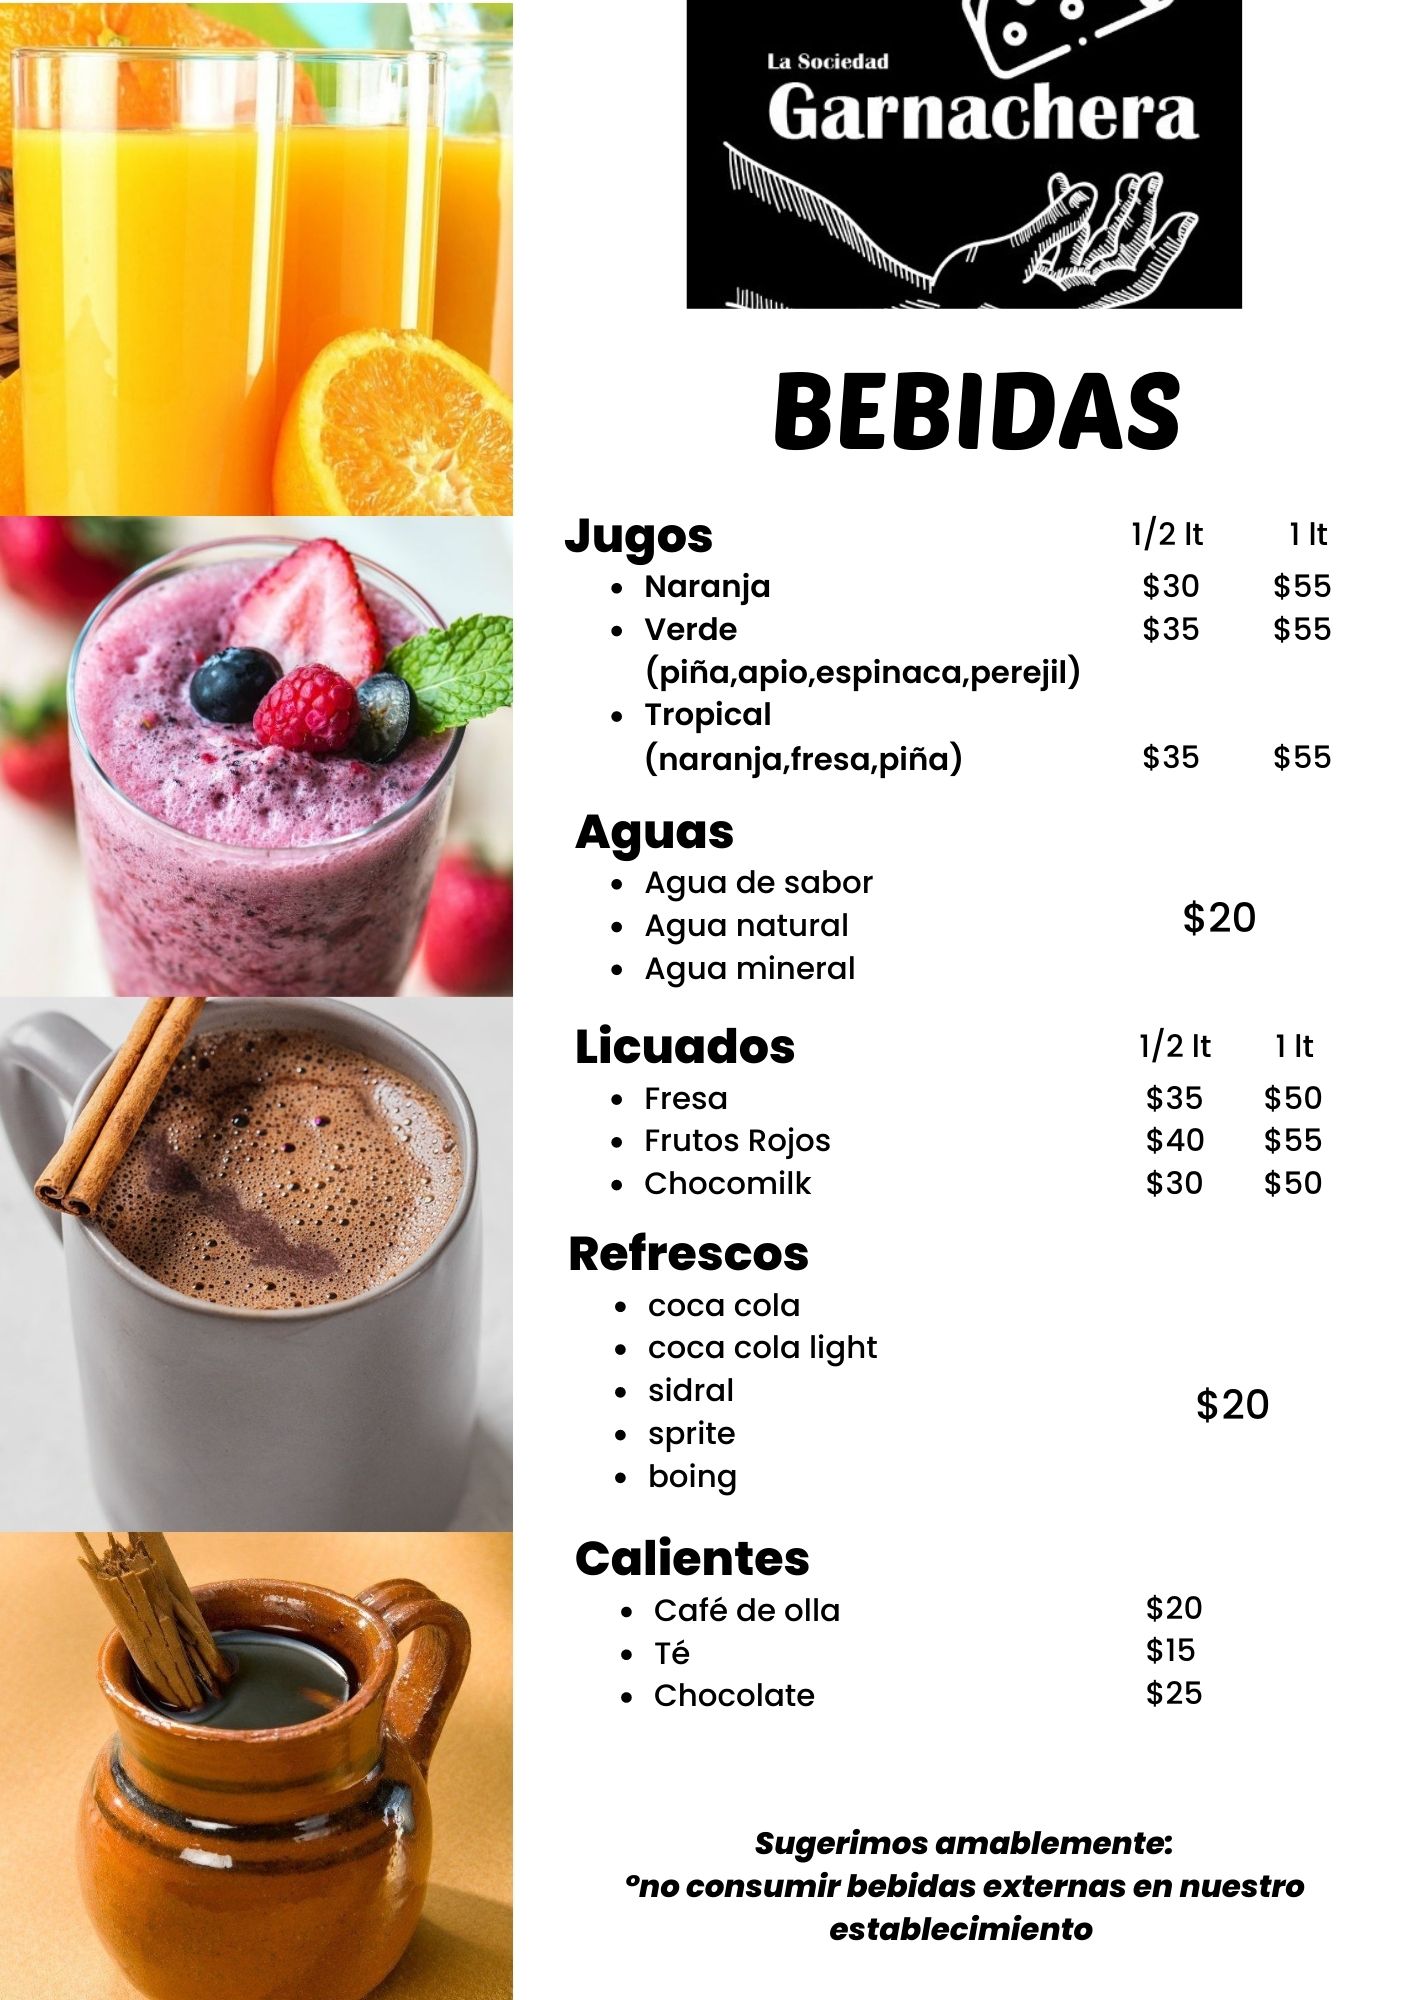 La Sociedad
Garnachera
BEBIDAS
Jugos 1/2 lt 1 lt
• Naranja $30 $55
• Verde $35 $55
(piña,apio,espinaca,perejil)
• Tropical
(naranja,fresa,piña) $35 $55
Aguas
• Agua de sabor
• Agua natural $20
• Agua mineral
Licuados 1/2 lt 1 lt
• Fresa $35 $50
• Frutos Rojos $40 $55
• Chocomilk $30 $50
Refrescos
• coca cola
• coca cola light
• sidral $20
• sprite
• boing
Calientes
• Café de olla $20
• Té $15
• Chocolate $25
Sugerimos amablemente:
°no consumir bebidas externas en nuestro
establecimiento